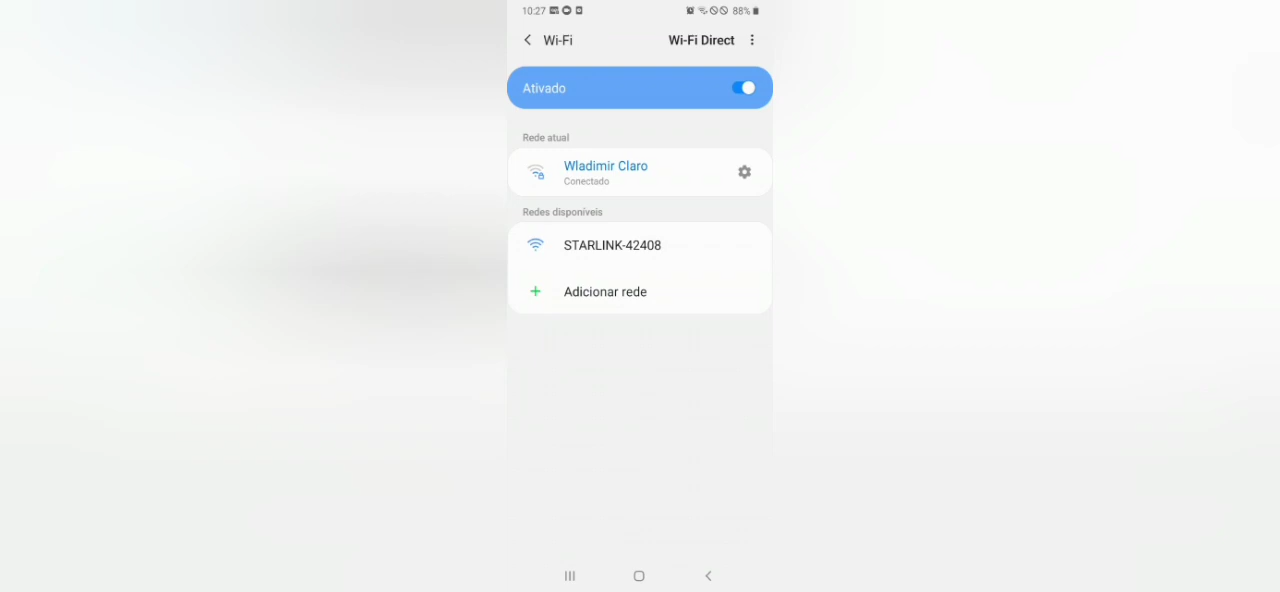 10:27 88%
Wi-Fi Wi-Fi Direct
Ativado
Rede atual
Wladimir Claro
Conectado
Redes disponíveis
STARLINK-42408
Adicionar rede